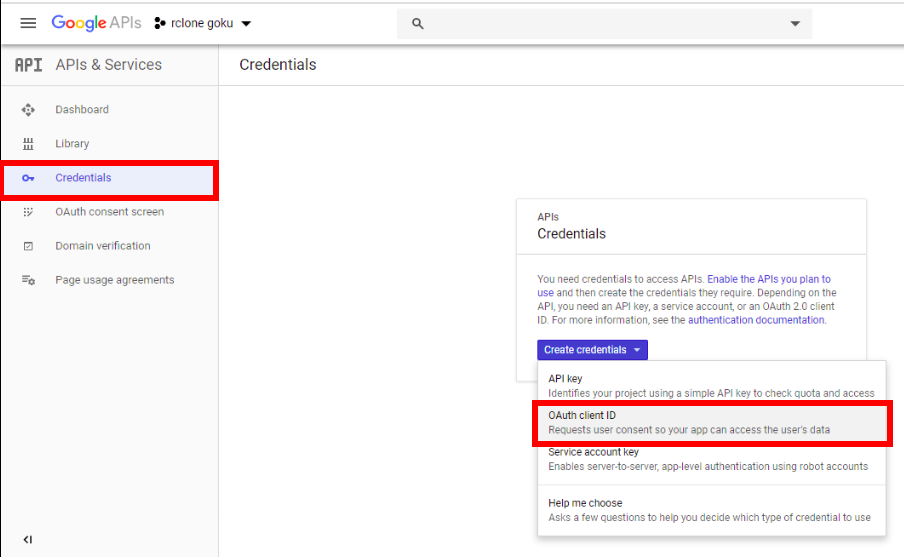 Google APIs
rclone goku
API APIs & Services
Credentials
Dashboard
Library
Credentials
OAuth consent screen
Domain verification
Page usage agreements
APIs
Credentials
You need credentials to access APIs. Enable the APIs you plan to
use and then create the credentials they require. Depending on the
API, you need an API key, a service account, or an OAuth 2.0 client
ID. For more information, see the authentication documentation.
Create credentials
API key
Identifies your project using a simple API key to check quota and access
OAuth client ID
Requests user consent so your app can access the user's data
Service account key
Enables server-to-server, app-level authentication using robot accounts
Help me choose
Asks a few questions to help you decide which type of credential to use